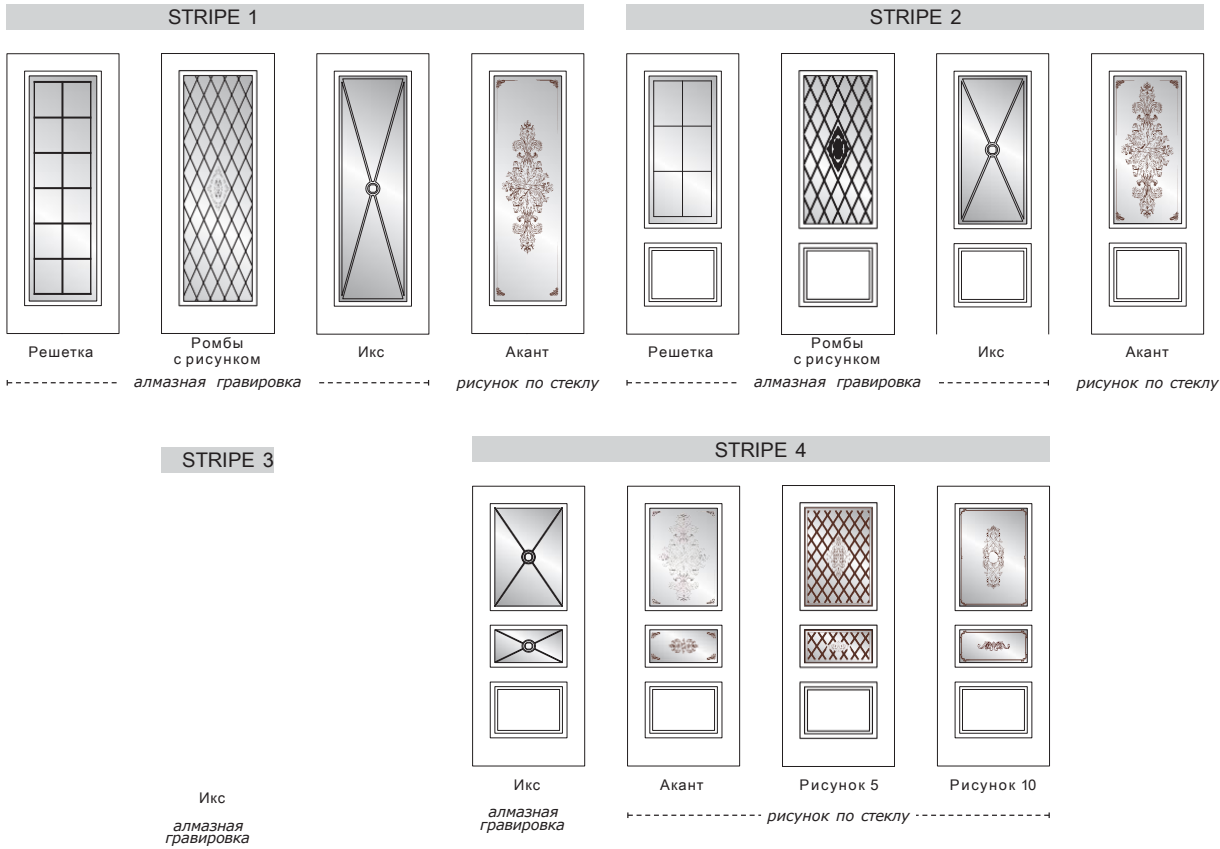 STRIPE 1
STRIPE 2
Решетка
Ромбы
с рисунком
Икс
Акант
Решетка
Ромбы
с рисунком
Икс
Акант
алмазная гравировка
рисунок по стеклу
алмазная гравировка
рисунок по стеклу
STRIPE 3
STRIPE 4
Икс
алмазная
гравировка
Икс
Акант
Рисунок 5
Рисунок 10
алмазная
гравировка
рисунок по стеклу